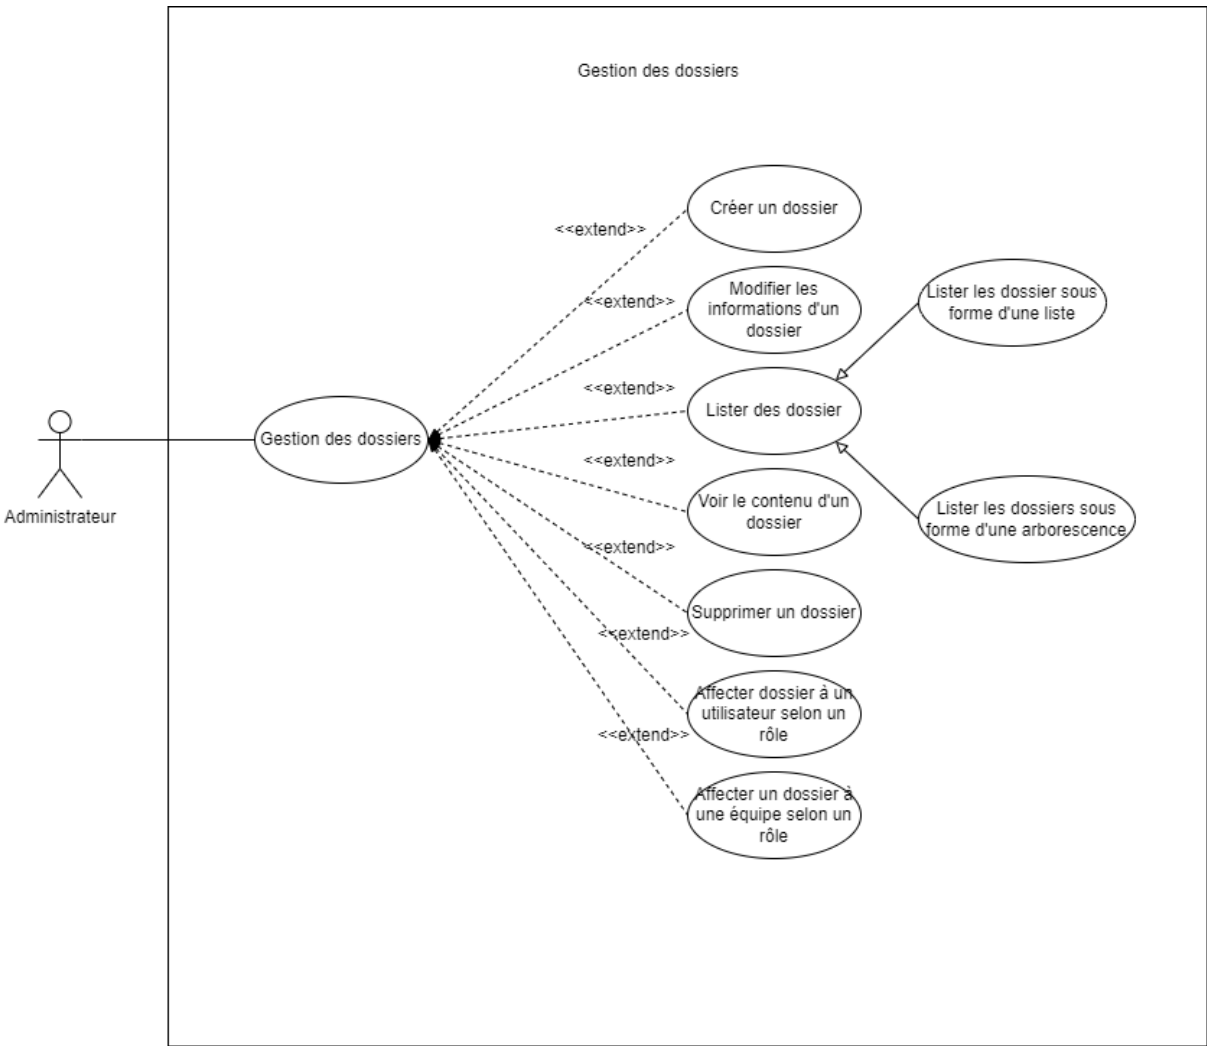 Gestion des dossiers
Créer un dossier
<<extend>>
Modifier les
informations d'un
dossier
<<extend>>
Lister les dossier sous
forme d'une liste
<<extend>>
Lister des dossier
Gestion des dossiers
Administrateur
<<extend>>
Voir le contenu d'un
dossier
Lister les dossiers sous
forme d'une arborescence
<<extend>>
Supprimer un dossier
<<extend>>
Affecter dossier à un
utilisateur selon un
rôle
<<extend>>
Affecter un dossier à
une équipe selon un
rôle